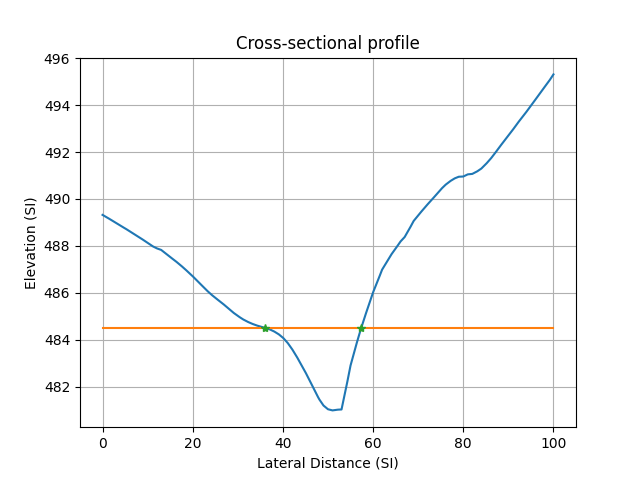 Cross-sectional profile
496
494
492
490
488
486
484
482
Elevation (SI)
0 20 40 60 80 100
Lateral Distance (SI)